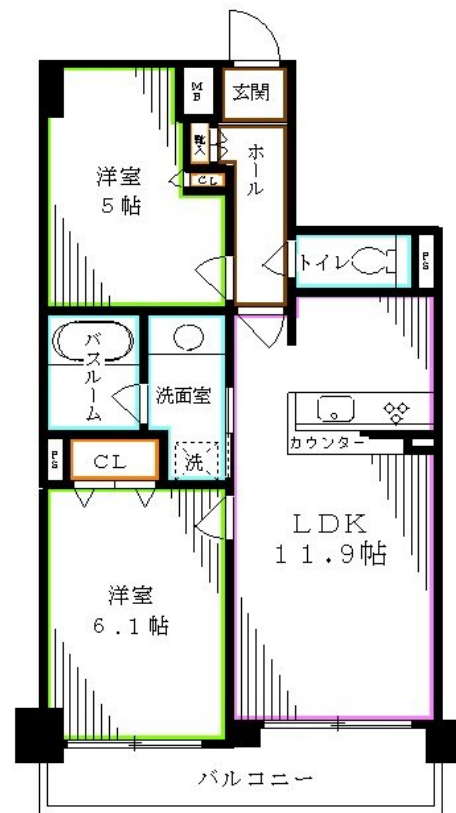 MB
玄関
靴入
ホール
洋室
5帖
CL
トイレ
PS
バスルーム
洗面室
洗
カウンター
PS
CL
LDK
11.9帖
洋室
6.1帖
バルコニー